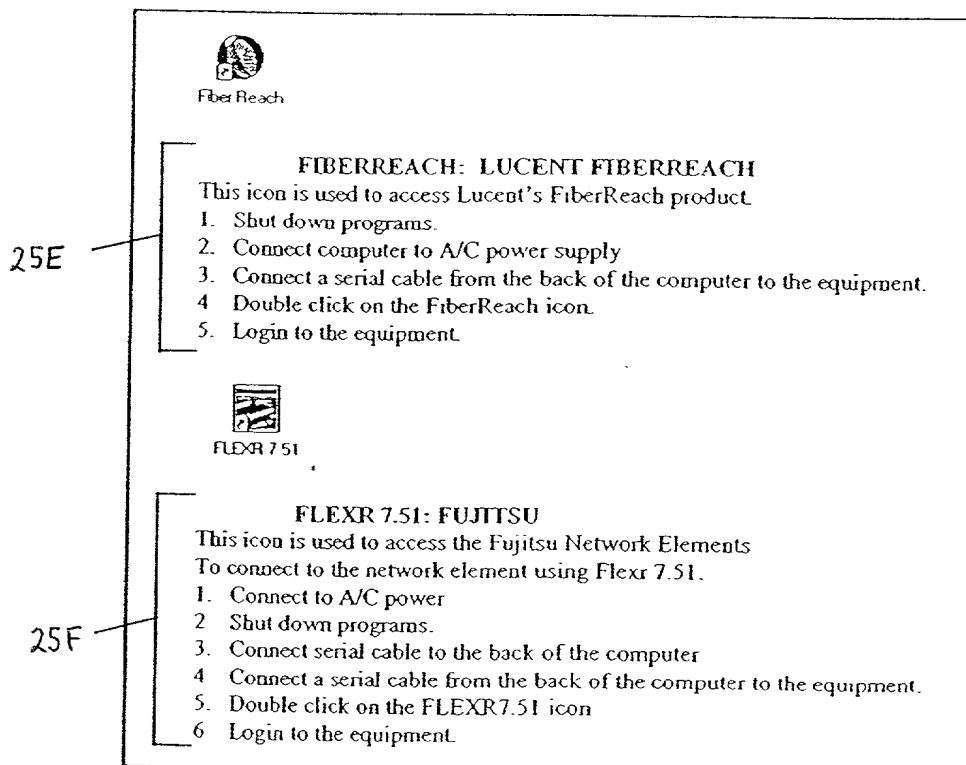 Fiber Reach
FIBERREACH: LUCENT FIBERREACH
This icon is used to access Lucent's FiberReach product.
1. Shut down programs.
2. Connect computer to A/C power supply
3. Connect a serial cable from the back of the computer to the equipment.
4 Double click on the FiberReach icon.
5. Login to the equipment.
25E
FLEXR 7.51
FLEXR 7.51: FUJITSU
This icon is used to access the Fujitsu Network Elements
To connect to the network element using Flexr 7.51.
1. Connect to A/C power
2 Shut down programs.
3. Connect serial cable to the back of the computer
4 Connect a serial cable from the back of the computer to the equipment.
5. Double click on the FLEXR7.51 icon
6 Login to the equipment.
25F